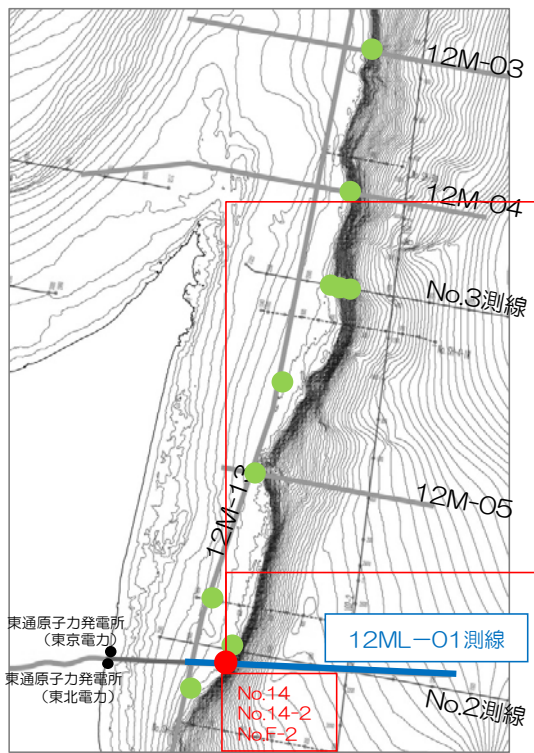 12M-03
12M-04
No.3測線
12M-13
12M-05
東通原子力発電所
（東京電力）
12ML-01測線
東通原子力発電所
（東北電力）
No.2測線
No.14
No.14-2
No.F-2